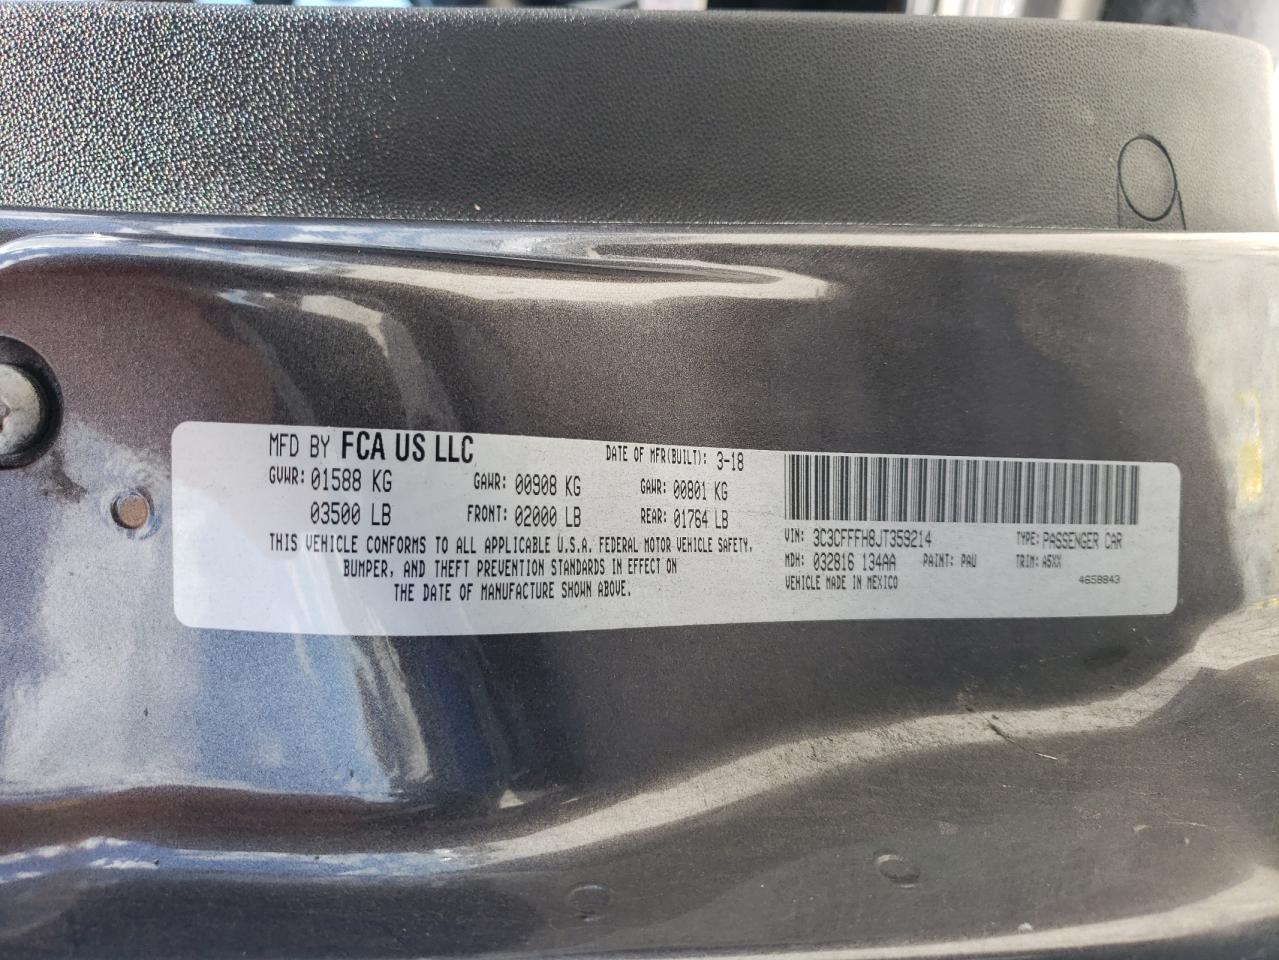 MFD BY FCA US LLC DATE OF MFR(BUILT): 3-18
GVWR: 01588 KG GAWR: 00908 KG GAWR: 00801 KG
03500 LB FRONT: 02000 LB REAR: 01764 LB
THIS VEHICLE CONFORMS TO ALL APPLICABLE U.S.A. FEDERAL MOTOR VEHICLE SAFETY,
BUMPER, AND THEFT PREVENTION STANDARDS IN EFFECT ON
THE DATE OF MANUFACTURE SHOWN ABOVE.
VIN: 3C3CFFFH8JT359214 TYPE: PASSENGER CAR
MDH: 032816 134AA PAINT: PAU TRIM: A5XX
VEHICLE MADE IN MEXICO 4658843